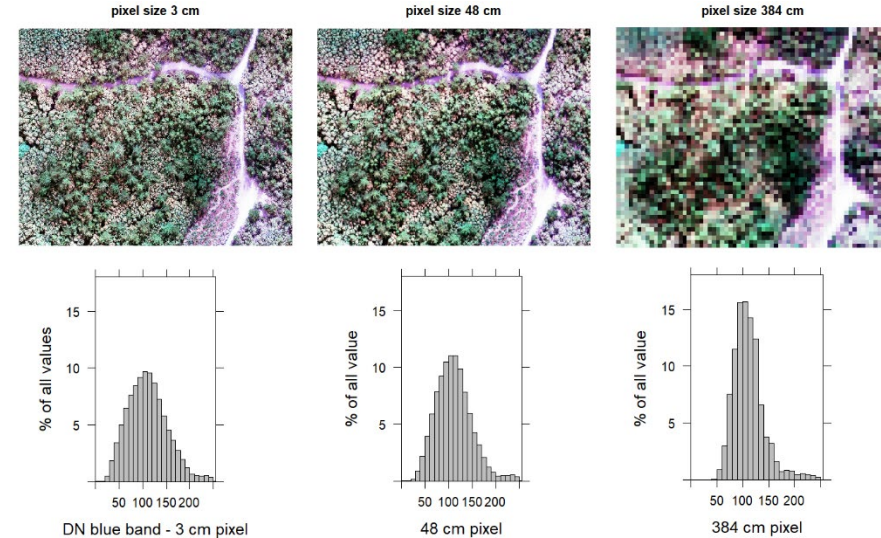 pixel size 3 cm
pixel size 48 cm
pixel size 384 cm
% of all values
15
10
5
50 100 150 200
DN blue band - 3 cm pixel
% of all value
15
10
5
50 100 150 200
48 cm pixel
% of all value
15
10
5
50 100 150 200
384 cm pixel